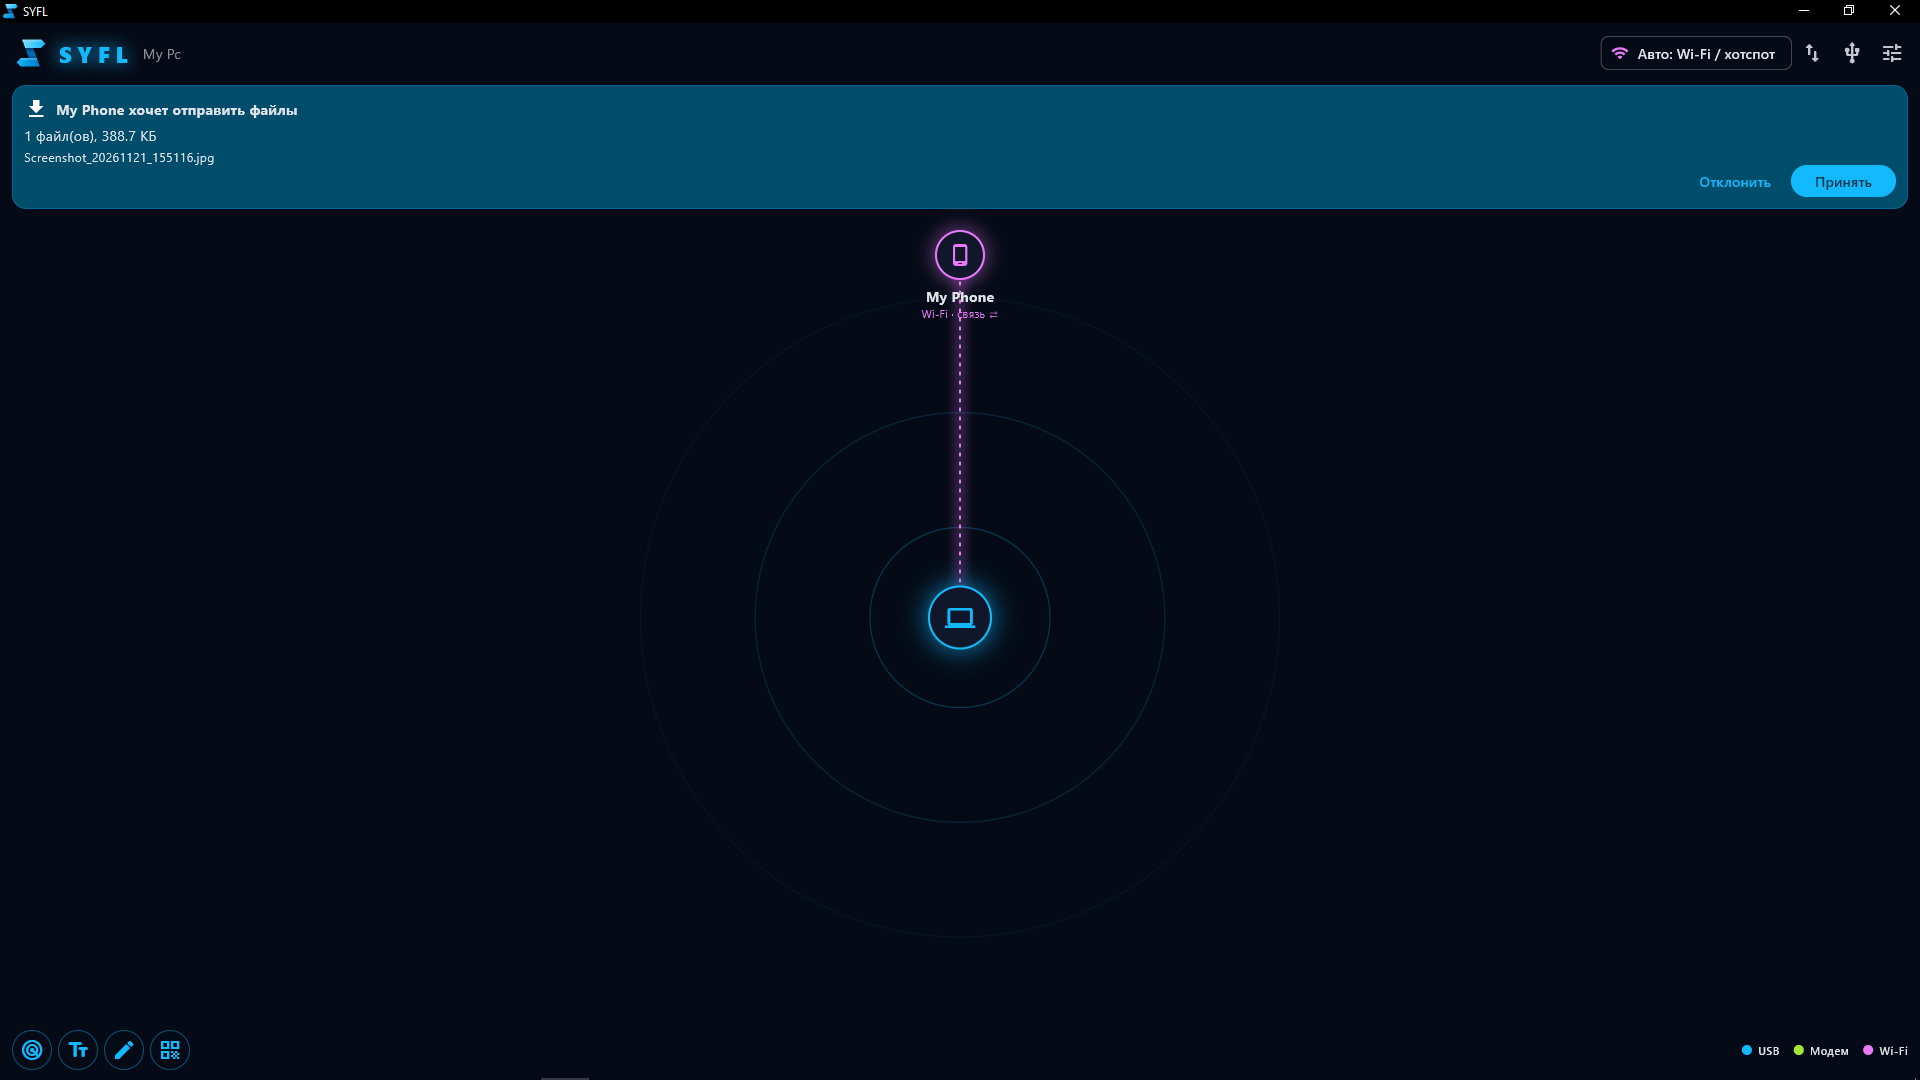 SYFL
SYFL My Pc
Авто: Wi-Fi / хотспот
My Phone хочет отправить файлы
1 файл(ов), 388.7 КБ
Screenshot_20261121_155116.jpg
Отклонить Принять
My Phone
Wi-Fi · связь ⇄
Tт
USB Модем Wi-Fi